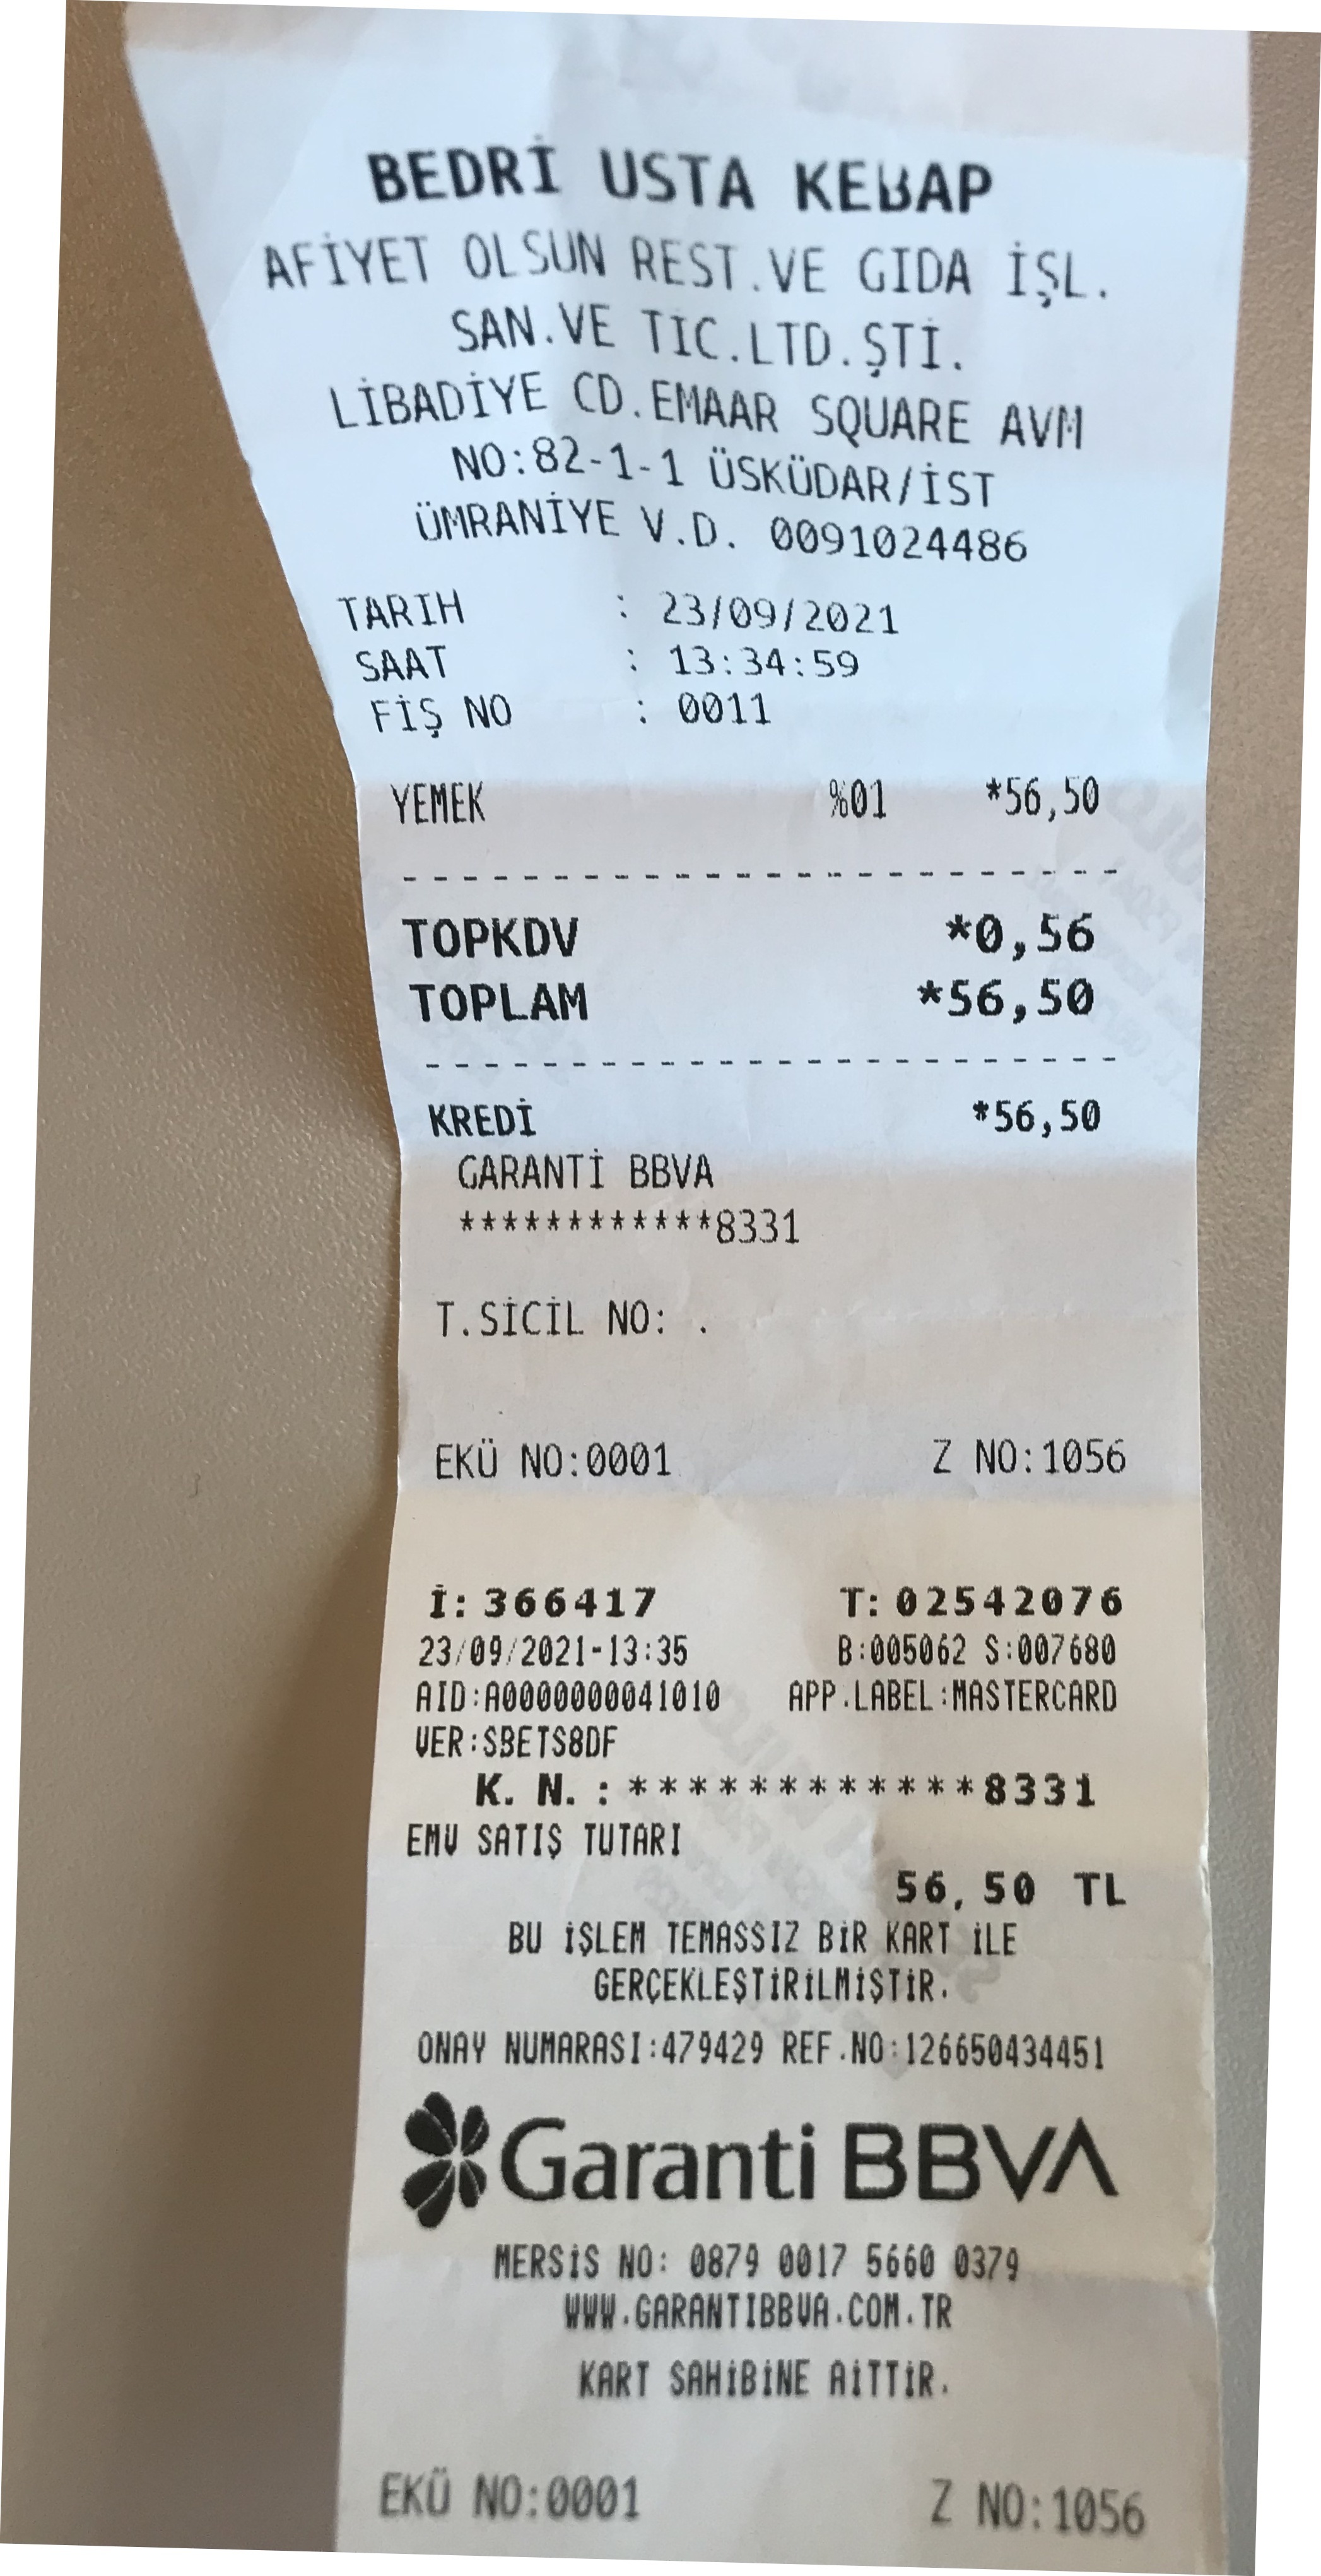 BEDRİ USTA KEBAP
AFİYET OLSUN REST.VE GIDA İŞL.
SAN.VE TİC.LTD.ŞTİ.
LİBADİYE CD.EMAAR SQUARE AVM
NO:82-1-1 ÜSKÜDAR/İST
ÜMRANİYE V.D. 0091024486
TARIH : 23/09/2021
SAAT : 13:34:59
FİŞ NO : 0011
YEMEK %01 *56,50
TOPKDV *0,56
TOPLAM *56,50
KREDİ *56,50
GARANTİ BBVA
************8331
T.SİCİL NO: .
EKÜ NO:0001 Z NO:1056
İ: 366417 T: 02542076
23/09/2021-13:35 B:005062 S:007680
AID:A0000000041010 APP.LABEL:MASTERCARD
VER:SBETS8DF
K. N. : ************8331
EMV SATIŞ TUTARI
56,50 TL
BU İŞLEM TEMASSIZ BİR KART İLE
GERÇEKLEŞTİRİLMİŞTİR.
ONAY NUMARASI:479429 REF.NO:126650434451
Garanti BBVA
MERSİS NO: 0879 0017 5660 0379
WWW.GARANTIBBVA.COM.TR
KART SAHİBİNE AİTTİR.
EKÜ NO:0001 Z NO:1056